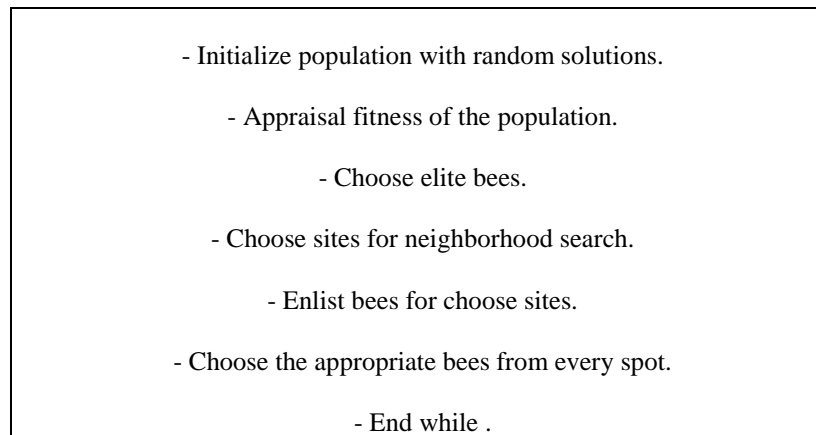 - Initialize population with random solutions.
- Appraisal fitness of the population.
- Choose elite bees.
- Choose sites for neighborhood search.
- Enlist bees for choose sites.
- Choose the appropriate bees from every spot.
- End while .